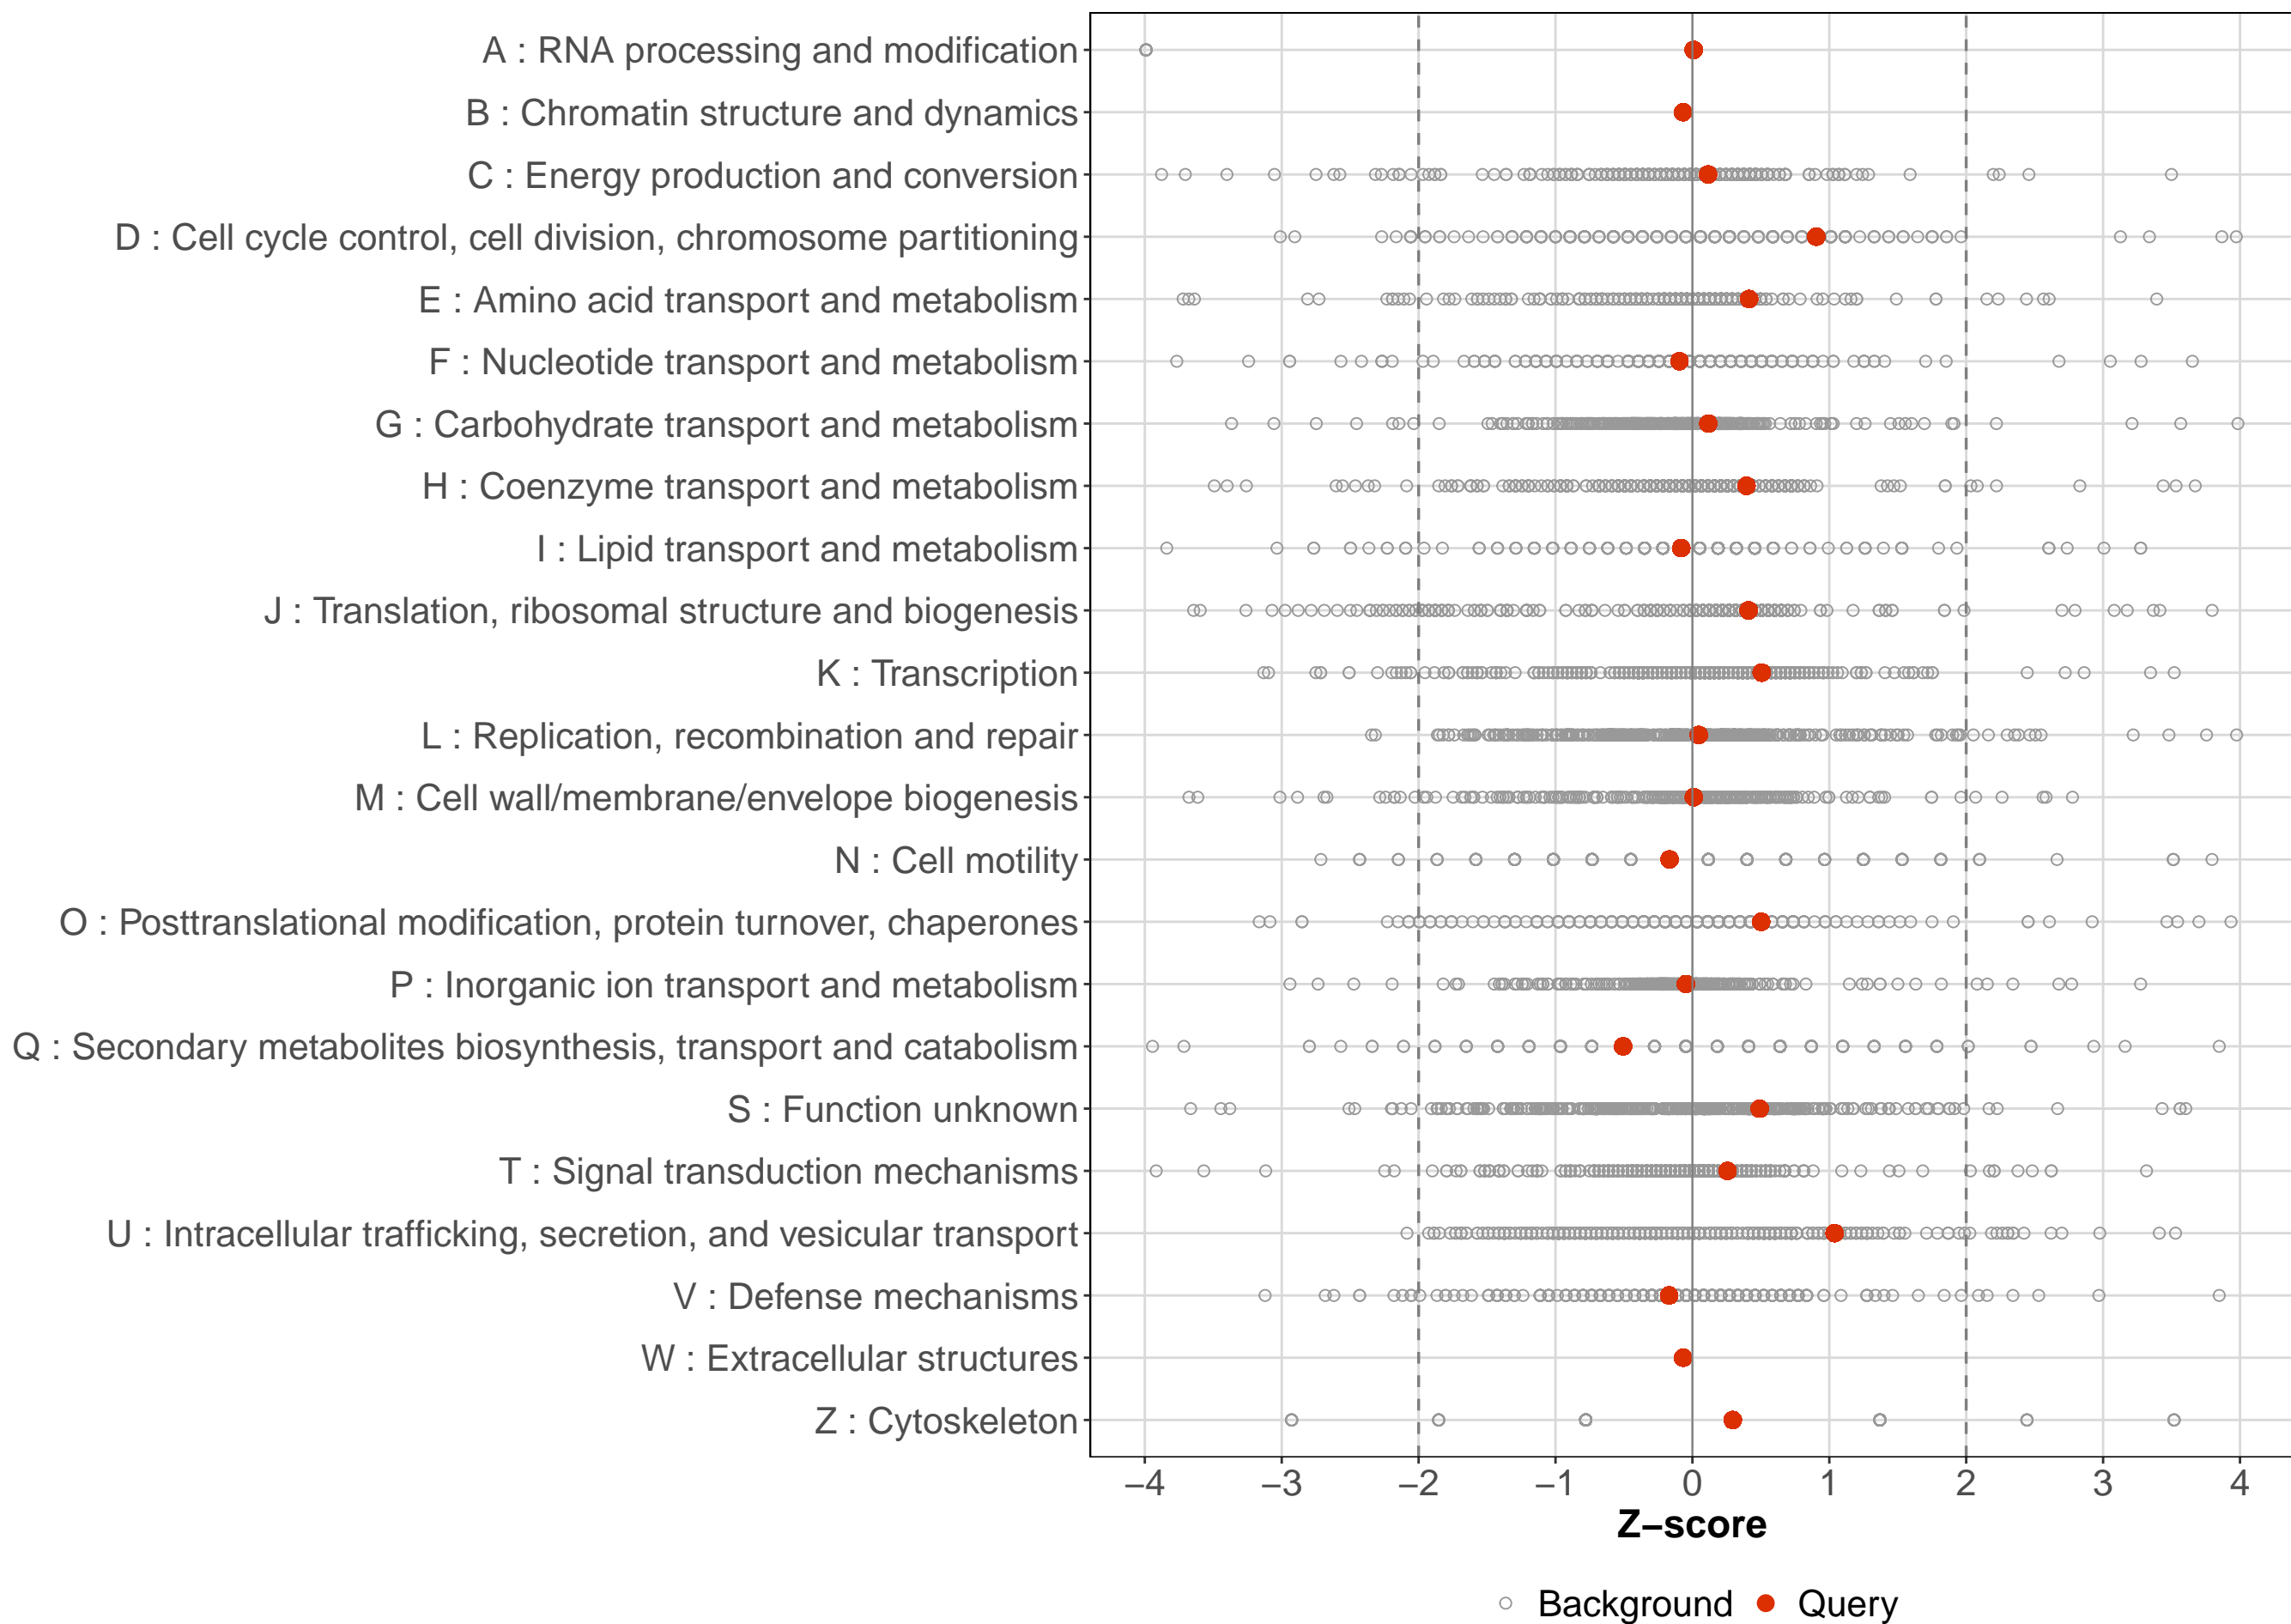 A : RNA processing and modification
B : Chromatin structure and dynamics
C : Energy production and conversion
D : Cell cycle control, cell division, chromosome partitioning
E : Amino acid transport and metabolism
F : Nucleotide transport and metabolism
G : Carbohydrate transport and metabolism
H : Coenzyme transport and metabolism
I : Lipid transport and metabolism
J : Translation, ribosomal structure and biogenesis
K : Transcription
L : Replication, recombination and repair
M : Cell wall/membrane/envelope biogenesis
N : Cell motility
O : Posttranslational modification, protein turnover, chaperones
P : Inorganic ion transport and metabolism
Q : Secondary metabolites biosynthesis, transport and catabolism
S : Function unknown
T : Signal transduction mechanisms
U : Intracellular trafficking, secretion, and vesicular transport
V : Defense mechanisms
W : Extracellular structures
Z : Cytoskeleton
−4 −3 −2 −1 0 1 2 3 4
Z−score
Background Query